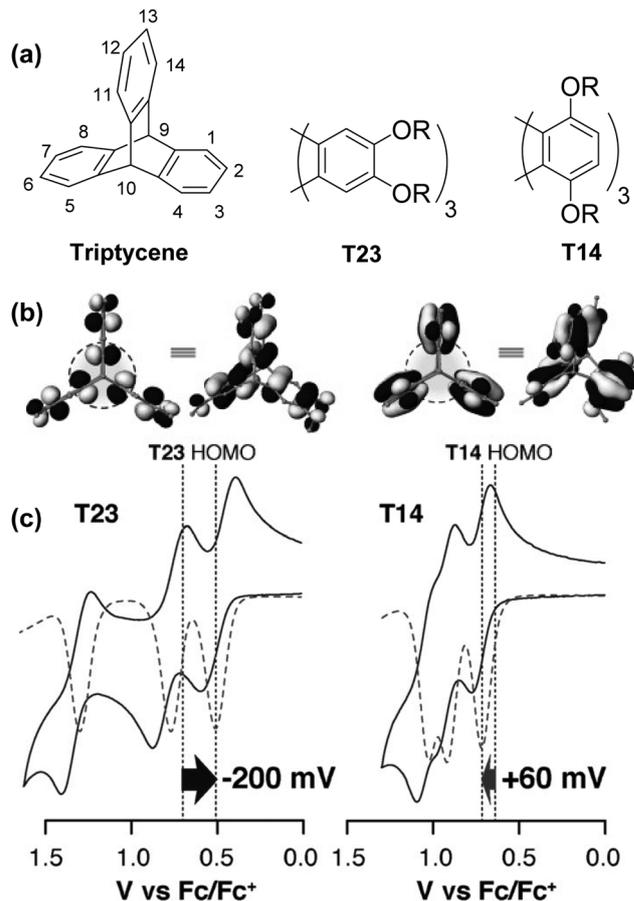 (a)
13
12
14
11
8
9
1
7
2
6
10
3
5
4
Triptycene
OR
OR
3
T23
OR
OR
3
T14
(b)
T23 HOMO
T14 HOMO
(c)
T23
T14
-200 mV
+60 mV
1.5 1.0 0.5 0.0
1.5 1.0 0.5 0.0
V vs Fc/Fc⁺
V vs Fc/Fc⁺